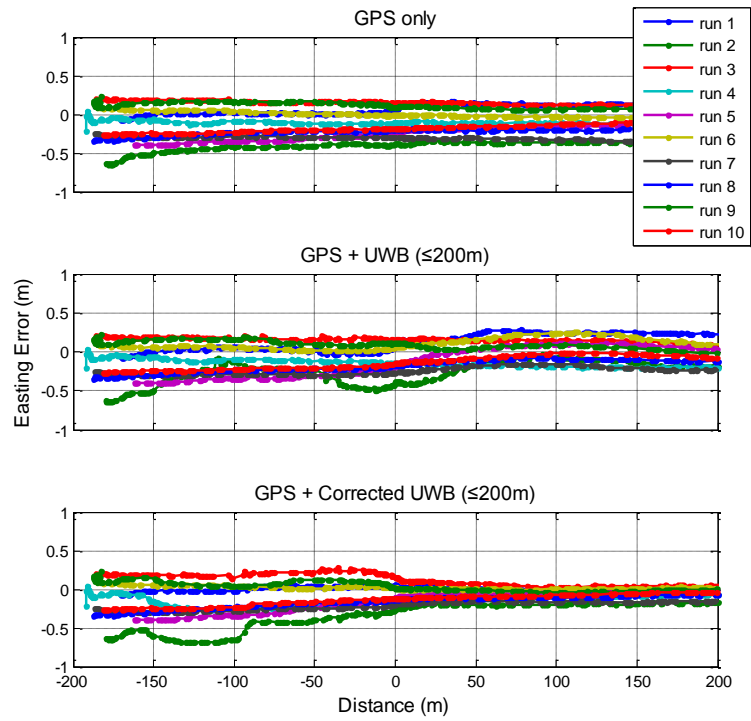 GPS only
1
0.5
0
-0.5
-1
run 1
run 2
run 3
run 4
run 5
run 6
run 7
run 8
run 9
run 10
GPS + UWB (≤200m)
1
0.5
0
-0.5
-1
Easting Error (m)
GPS + Corrected UWB (≤200m)
1
0.5
0
-0.5
-1
-200 -150 -100 -50 0 50 100 150 200
Distance (m)